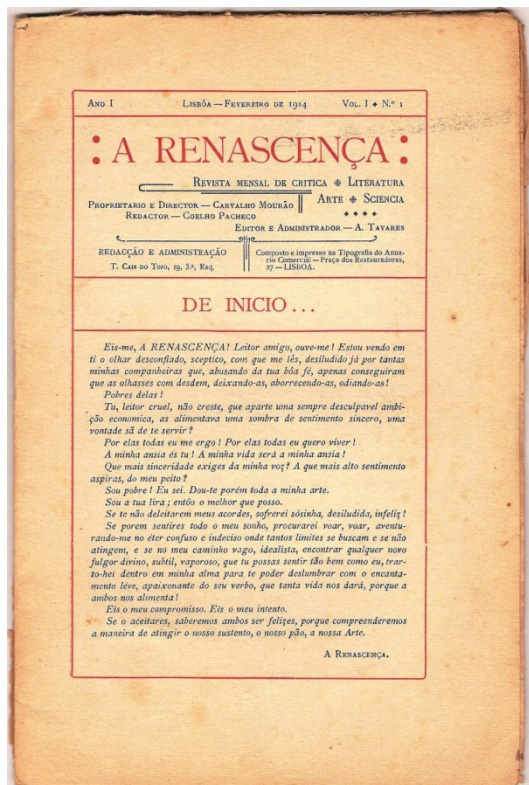 ANO I LISBÔA — FEVEREIRO DE 1914 VOL. I ✦ N.º 1
: A RENASCENÇA :
REVISTA MENSAL DE CRITICA ✤ LITERATURA
ARTE ✤ SCIENCIA
PROPRIETARIO E DIRECTOR — CARVALHO MOURÃO
REDACTOR — COELHO PACHECO
EDITOR E ADMINISTRADOR — A. TAVARES
REDACÇÃO E ADMINISTRAÇÃO
T. CAIS DO TOJO, 19, 3.º, ESQ.
Composto e impresso na Tipografia do Anua-
rio Comercial — Praça dos Restauradores,
27 — LISBOA.
DE INICIO...
Eis-me, A RENASCENÇA! Leitor amigo, ouve-me! Estou vendo em
ti o olhar desconfiado, sceptico, com que me lês, desiludido já por tantas
minhas companheiras que, abusando da tua bôa fé, apenas conseguiram
que as olhasses com desdem, deixando-as, aborrecendo-as, odiando-as!
Pobres delas!
Tu, leitor cruel, não creste, que aparte uma sempre desculpavel ambi-
ção economica, as alimentava uma sombra de sentimento sincero, uma
vontade sã de te servir?
Por elas todas eu me ergo! Por elas todas eu quero viver!
A minha ansia és tu! A minha vida será a minha ansia!
Que mais sinceridade exiges da minha voz? A que mais alto sentimento
aspiras, do meu peito?
Sou pobre! Eu sei. Dou-te porém toda a minha arte.
Sou a tua lira; entôo o melhor que posso.
Se te não deleitarem meus acordes, sofrerei sósinha, desiludida, infeliz!
Se porem sentires todo o meu sonho, procurarei voar, voar, aventu-
rando-me no éter confuso e indeciso onde tantos limites se buscam e se não
atingem, e se no meu caminho vago, idealista, encontrar qualquer novo
fulgor divino, subtil, vaporoso, que tu possas sentir tão bem como eu, trar-
to-hei dentro em minha alma para te poder deslumbrar com o encanta-
mento léve, apaixonante do seu verbo, que tanta vida nos dará, porque a
ambos nos alimenta!
Eis o meu compromisso. Eis o meu intento.
Se o aceitares, saberemos ambos ser felizes, porque compreenderemos
a maneira de atingir o nosso sustento, o nosso pão, a nossa Arte.
A RENASCENÇA.